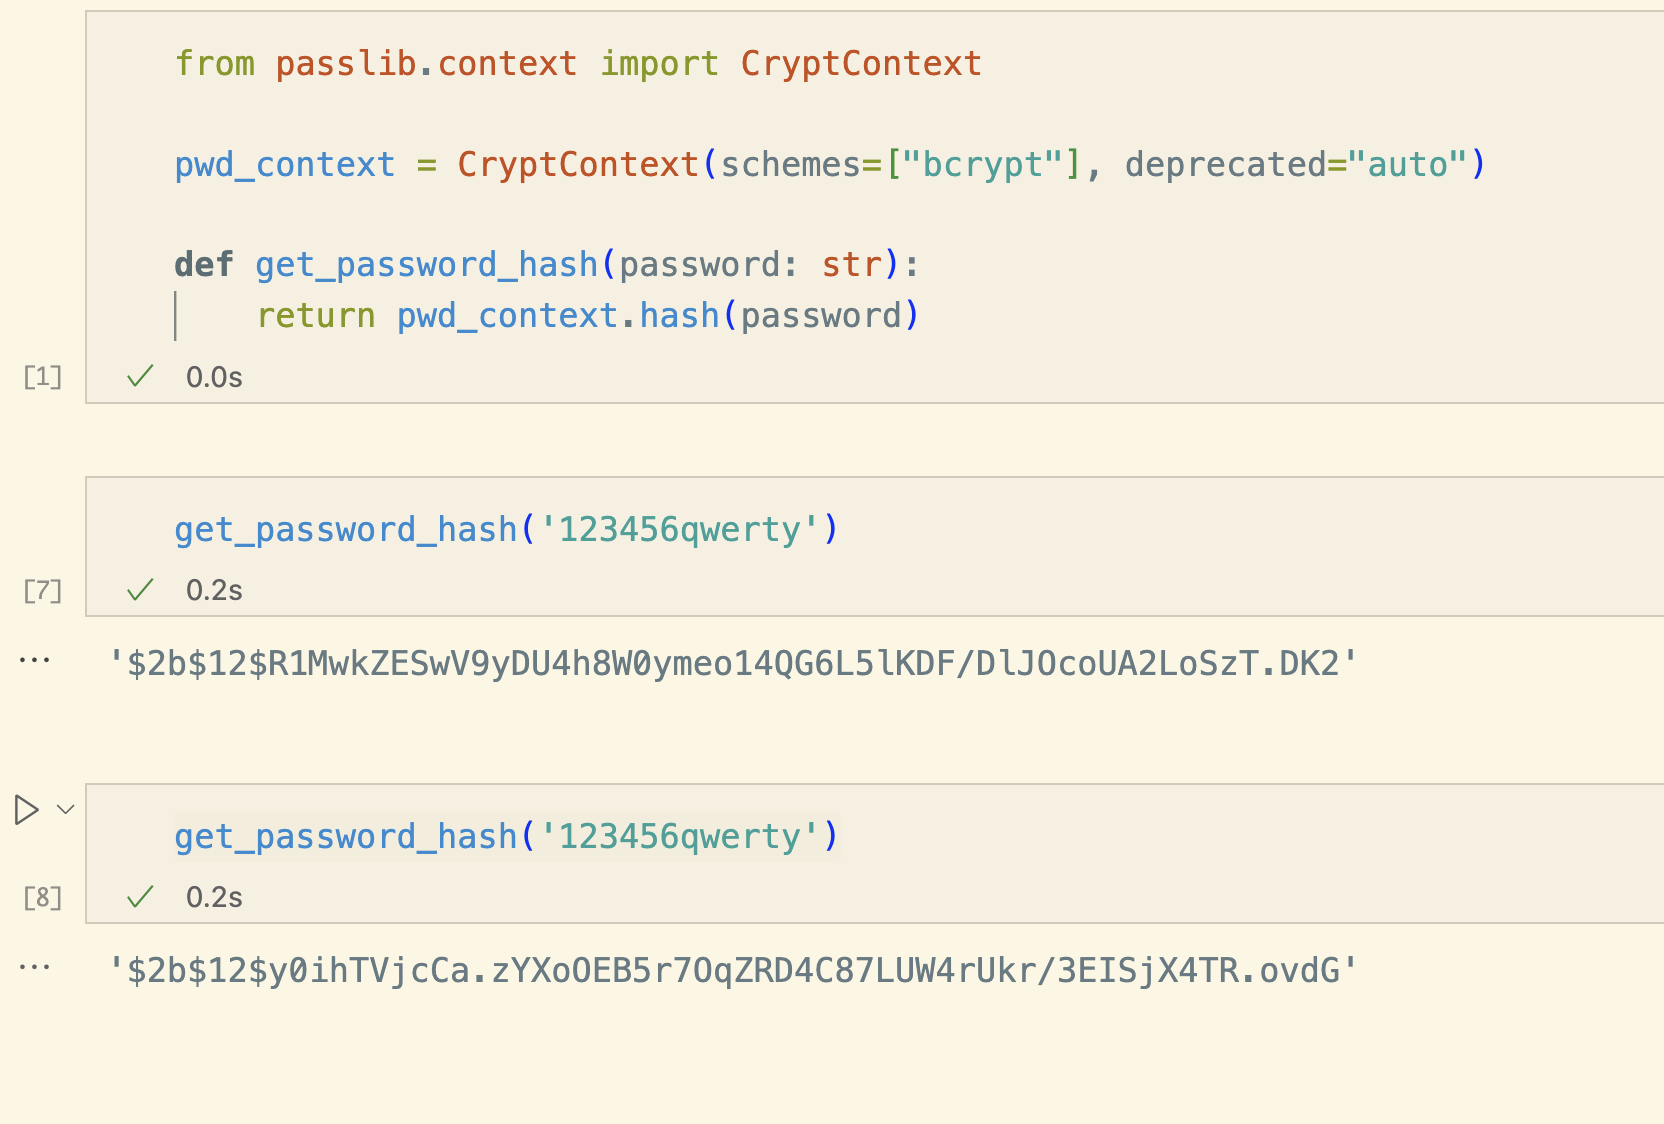 from passlib.context import CryptContext
pwd_context = CryptContext(schemes=["bcrypt"], deprecated="auto")
def get_password_hash(password: str):
    return pwd_context.hash(password)
[1] ✓ 0.0s
get_password_hash('123456qwerty')
[7] ✓ 0.2s
... '$2b$12$R1MwkZESwV9yDU4h8W0ymeo14QG6L5lKDF/DlJOcoUA2LoSzT.DK2'
get_password_hash('123456qwerty')
[8] ✓ 0.2s
... '$2b$12$y0ihTVjcCa.zYXoOEB5r7OqZRD4C87LUW4rUkr/3EISjX4TR.ovdG'